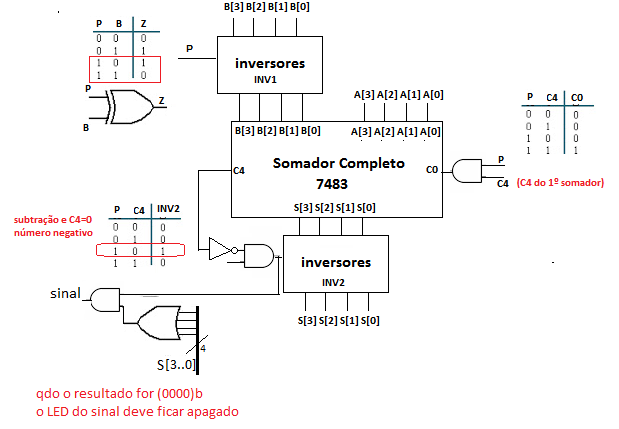 B[3] B[2] B[1] B[0]
P B Z
0 0 0
0 1 1
1 0 1
1 1 0
P
inversores
INV1
P
Z
B
A[3] A[2] A[1] A[0]
P C4 C0
0 0 0
0 1 0
1 0 0
1 1 1
B[3] B[2] B[1] B[0]
A[3] A[2] A[1] A[0]
Somador Completo
7483
C4
C0
P
C4
(C4 do 1º somador)
S[3] S[2] S[1] S[0]
subtração e C4=0
número negativo
P C4 INV2
0 0 0
0 1 0
1 0 1
1 1 0
inversores
INV2
sinal
S[3] S[2] S[1] S[0]
4
S[3..0]
qdo o resultado for (0000)b
o LED do sinal deve ficar apagado